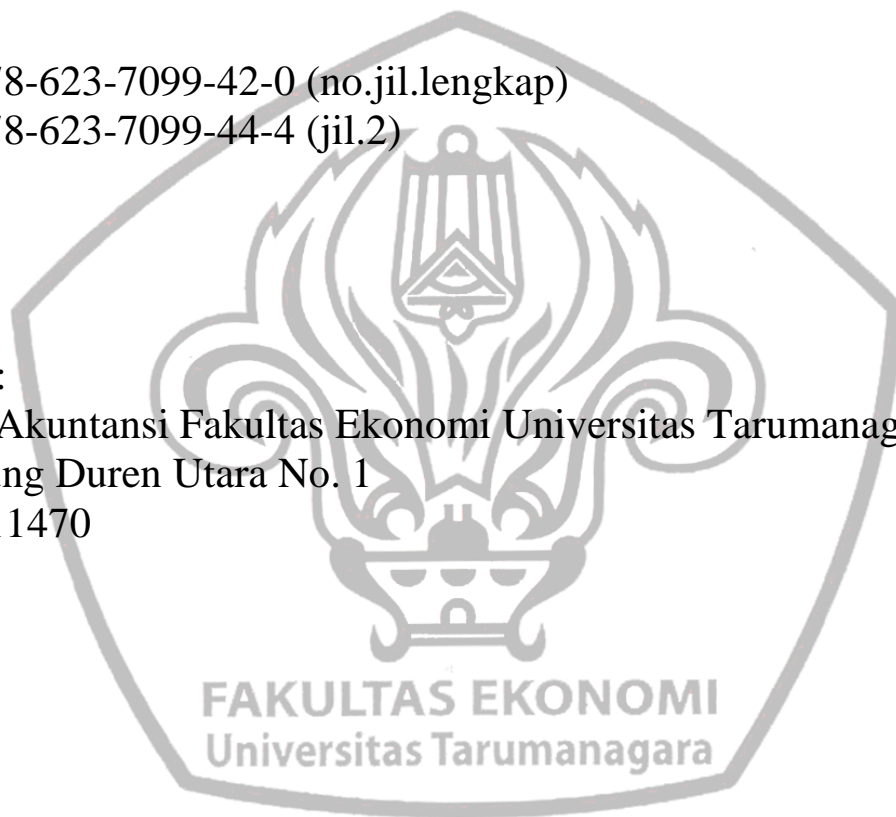 78-623-7099-42-0 (no.jil.lengkap)
78-623-7099-44-4 (jil.2)
:
Akuntansi Fakultas Ekonomi Universitas Tarumanag
ng Duren Utara No. 1
1470
FAKULTAS EKONOMI
Universitas Tarumanagara